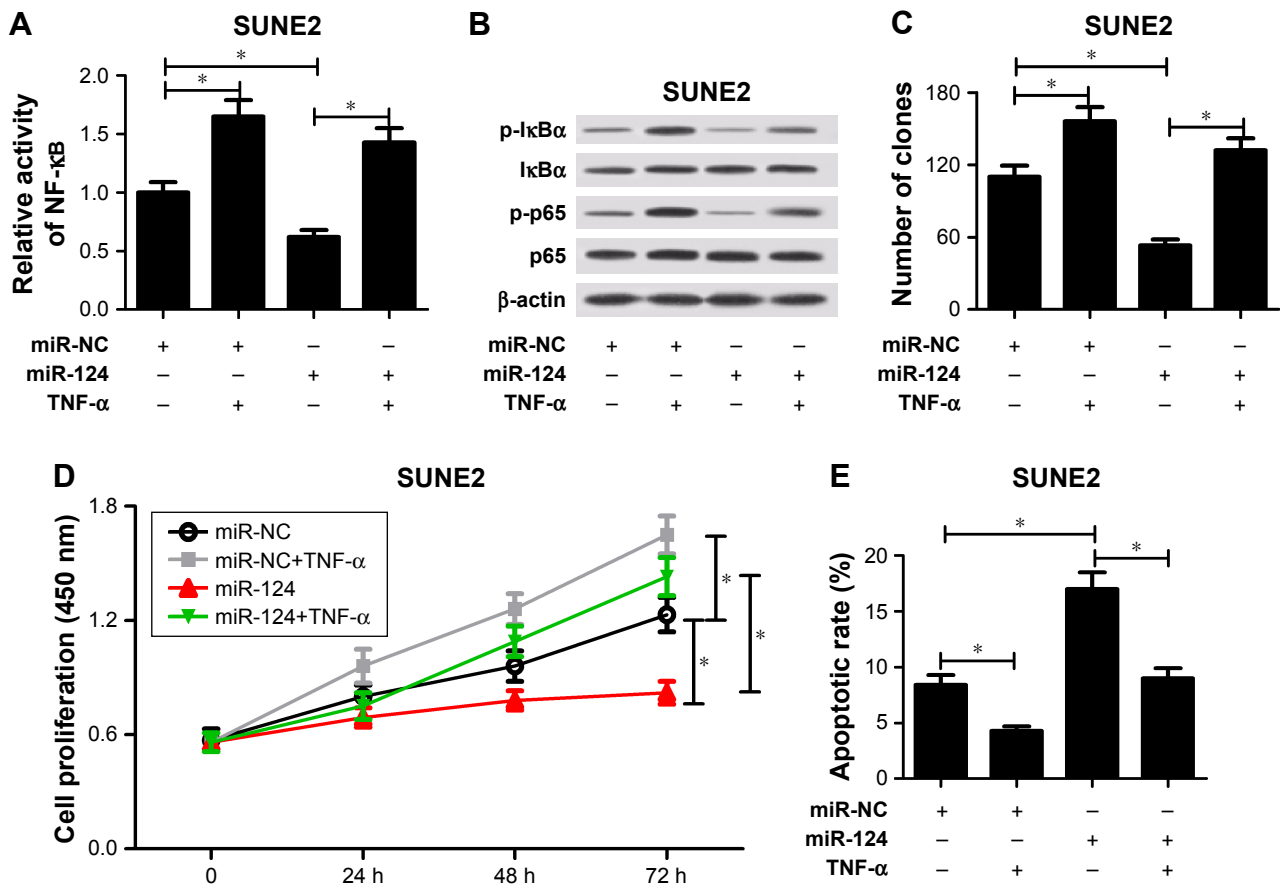 A
SUNE2
Relative activity
of NF-κB
2.0
1.5
1.0
0.5
0.0
*
*
*
miR-NC + + – –
miR-124 – – + +
TNF-α – + – +
B
SUNE2
p-IκBα
IκBα
p-p65
p65
β-actin
miR-NC + + – –
miR-124 – – + +
TNF-α – + – +
C
SUNE2
Number of clones
180
120
60
0
*
*
*
miR-NC + + – –
miR-124 – – + +
TNF-α – + – +
D
SUNE2
Cell proliferation (450 nm)
1.8
1.2
0.6
0.0
miR-NC
miR-NC+TNF-α
miR-124
miR-124+TNF-α
*
*
*
0 24 h 48 h 72 h
E
SUNE2
Apoptotic rate (%)
20
15
10
5
0
*
*
*
miR-NC + + – –
miR-124 – – + +
TNF-α – + – +